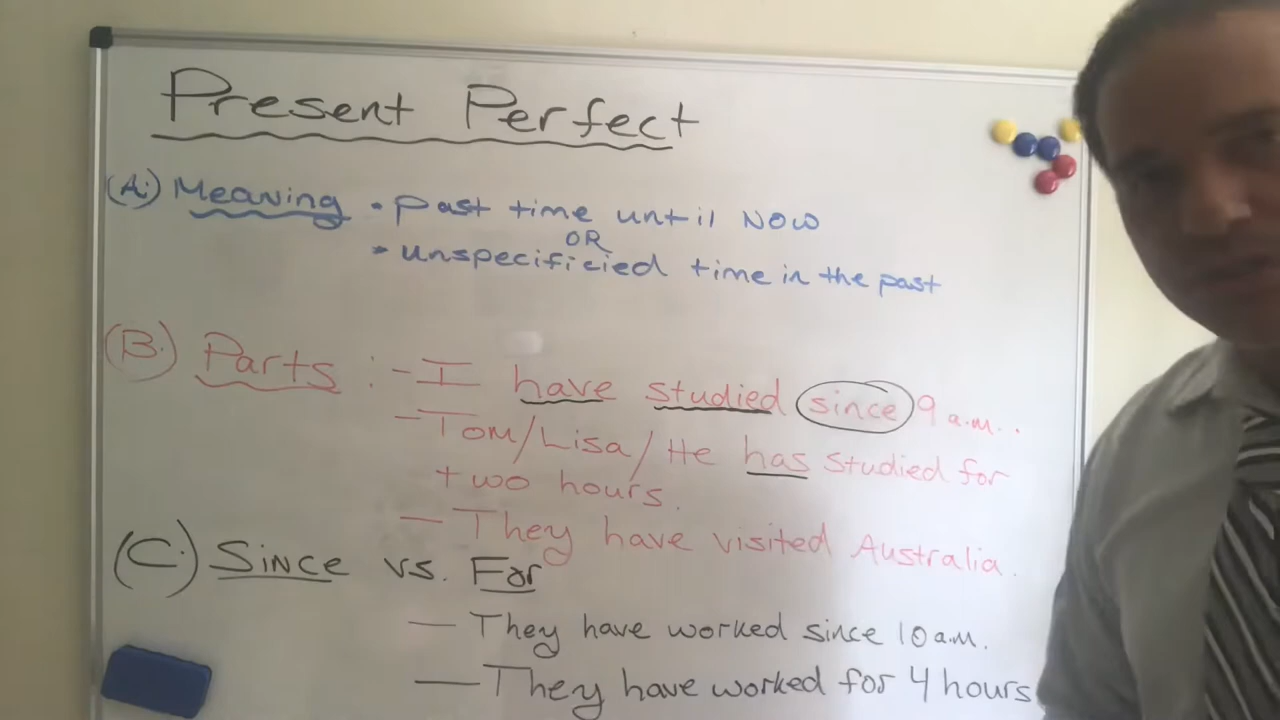 Present Perfect
(A.) Meaning • past time until NOW
OR
• unspecificied time in the past
(B.) Parts : - I have studied since 9 a.m..
- Tom/Lisa/He has studied for
two hours.
- They have visited Australia.
(C.) Since vs. For
- They have worked since 10 a.m.
- They have worked for 4 hours